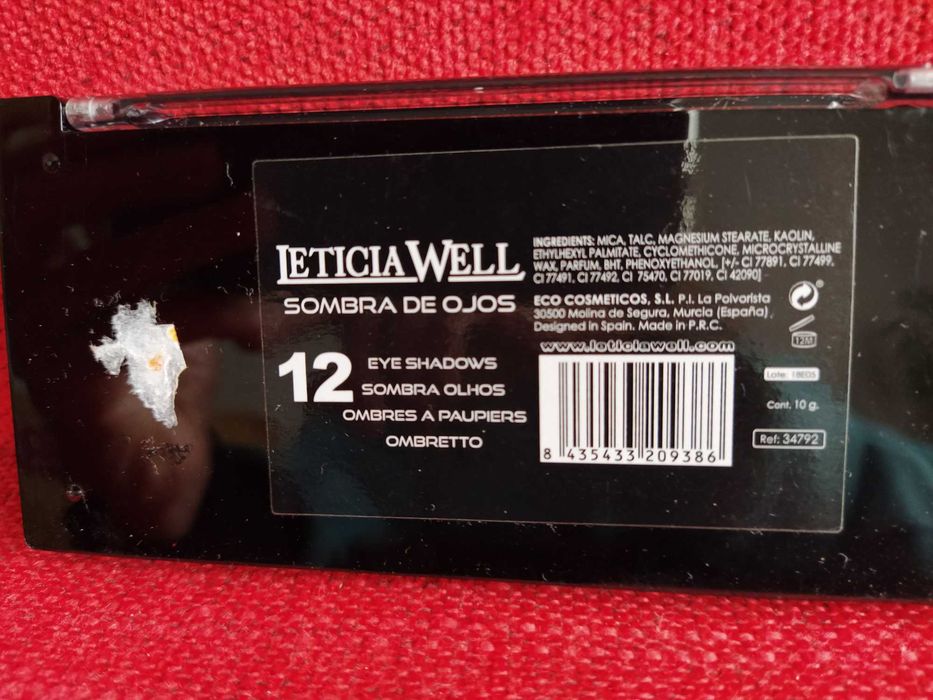 LETICIA WELL
SOMBRA DE OJOS
12
EYE SHADOWS
SOMBRA OLHOS
OMBRES A PAUPIERS
OMBRETTO
INGREDIENTS: MICA, TALC, MAGNESIUM STEARATE, KAOLIN,
ETHYLHEXYL PALMITATE, CYCLOMETHICONE, MICROCRYSTALLINE
WAX, PARFUM, BHT, PHENOXYETHANOL [+/- CI 77891, CI 77499,
CI 77491, CI 77492, CI 75470, CI 77019, CI 42090]
ECO COSMETICOS, S.L. P.I. La Polvorista
30500 Molina de Segura, Murcia (España)
Designed in Spain. Made in P.R.C.
www.leticiawell.com
8 435433 209386
12M
Lote: 18E05
Cont. 10 g.
Ref: 34792